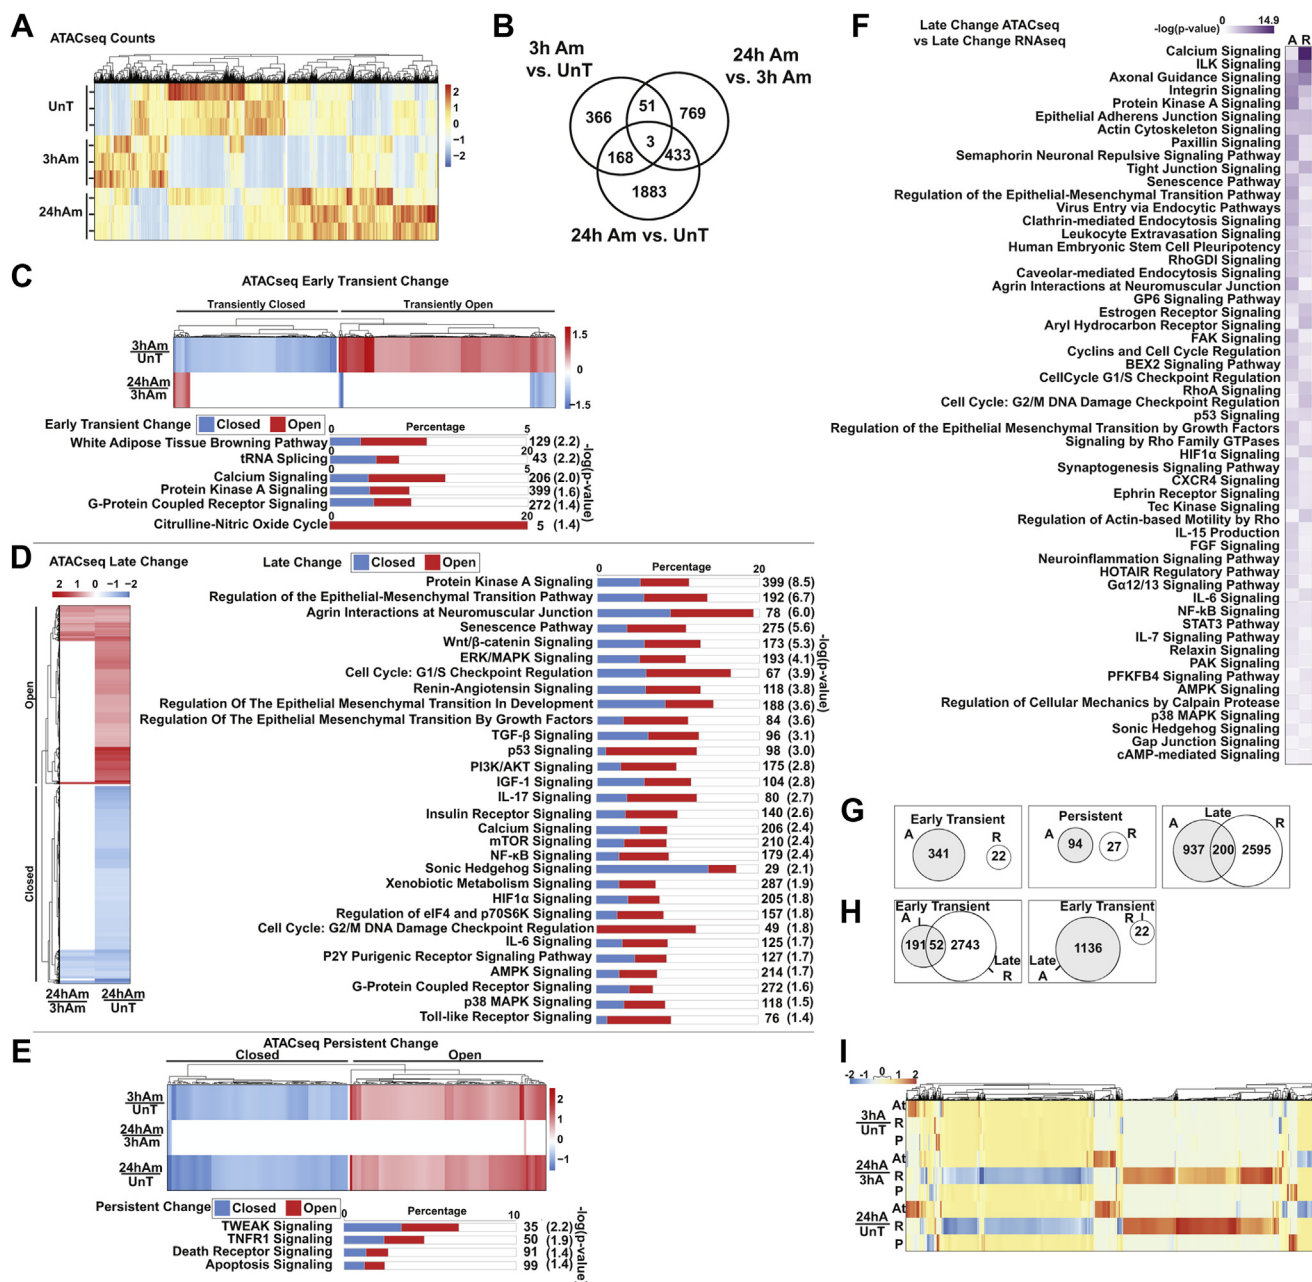 A
ATACseq Counts
UnT
3hAm
24hAm
2
1
0
−1
−2
B
3h Am
vs. UnT
24h Am
vs. 3h Am
366
51
769
3
168
433
1883
24h Am vs. UnT
C
ATACseq Early Transient Change
Transiently Closed
Transiently Open
3hAm
UnT
24hAm
3hAm
1.5
0
−1.5
Early Transient Change
Closed
Open
0 Percentage 5
White Adipose Tissue Browning Pathway 129 (2.2)
0 20
tRNA Splicing 43 (2.2)
0 5
Calcium Signaling 206 (2.0)
Protein Kinase A Signaling 399 (1.6)
G-Protein Coupled Receptor Signaling 272 (1.4)
0 20
Citrulline-Nitric Oxide Cycle 5 (1.4)
-log(p-value)
D
ATACseq Late Change
2 1 0 −1 −2
Open
Closed
24hAm
3hAm
24hAm
UnT
Late Change
Closed
Open
0 Percentage 20
Protein Kinase A Signaling 399 (8.5)
Regulation of the Epithelial-Mesenchymal Transition Pathway 192 (6.7)
Agrin Interactions at Neuromuscular Junction 78 (6.0)
Senescence Pathway 275 (5.6)
Wnt/β-catenin Signaling 173 (5.3)
ERK/MAPK Signaling 193 (4.1)
Cell Cycle: G1/S Checkpoint Regulation 67 (3.9)
Renin-Angiotensin Signaling 118 (3.8)
Regulation Of The Epithelial Mesenchymal Transition In Development 188 (3.6)
Regulation Of The Epithelial Mesenchymal Transition By Growth Factors 84 (3.6)
TGF-β Signaling 96 (3.1)
p53 Signaling 98 (3.0)
PI3K/AKT Signaling 175 (2.8)
IGF-1 Signaling 104 (2.8)
IL-17 Signaling 80 (2.7)
Insulin Receptor Signaling 140 (2.6)
Calcium Signaling 206 (2.4)
mTOR Signaling 210 (2.4)
NF-κB Signaling 179 (2.4)
Sonic Hedgehog Signaling 29 (2.1)
Xenobiotic Metabolism Signaling 287 (1.9)
HIF1α Signaling 205 (1.8)
Regulation of eIF4 and p70S6K Signaling 157 (1.8)
Cell Cycle: G2/M DNA Damage Checkpoint Regulation 49 (1.8)
IL-6 Signaling 125 (1.7)
P2Y Purigenic Receptor Signaling Pathway 127 (1.7)
AMPK Signaling 214 (1.7)
G-Protein Coupled Receptor Signaling 272 (1.6)
p38 MAPK Signaling 118 (1.5)
Toll-like Receptor Signaling 76 (1.4)
-log(p-value)
E
ATACseq Persistent Change
Closed
Open
3hAm
UnT
24hAm
3hAm
24hAm
UnT
2
1
0
−1
Persistent Change
Closed
Open
0 Percentage 10
TWEAK Signaling 35 (2.2)
TNFR1 Signaling 50 (1.9)
Death Receptor Signaling 91 (1.4)
Apoptosis Signaling 99 (1.4)
-log(p-value)
F
Late Change ATACseq
vs Late Change RNAseq
-log(p-value) 0 14.9
A R
Calcium Signaling
ILK Signaling
Axonal Guidance Signaling
Integrin Signaling
Protein Kinase A Signaling
Epithelial Adherens Junction Signaling
Actin Cytoskeleton Signaling
Paxillin Signaling
Semaphorin Neuronal Repulsive Signaling Pathway
Tight Junction Signaling
Senescence Pathway
Regulation of the Epithelial-Mesenchymal Transition Pathway
Virus Entry via Endocytic Pathways
Clathrin-mediated Endocytosis Signaling
Leukocyte Extravasation Signaling
Human Embryonic Stem Cell Pleuripotency
RhoGDI Signaling
Caveolar-mediated Endocytosis Signaling
Agrin Interactions at Neuromuscular Junction
GP6 Signaling Pathway
Estrogen Receptor Signaling
Aryl Hydrocarbon Receptor Signaling
FAK Signaling
Cyclins and Cell Cycle Regulation
BEX2 Signaling Pathway
CellCycle G1/S Checkpoint Regulation
RhoA Signaling
Cell Cycle: G2/M DNA Damage Checkpoint Regulation
p53 Signaling
Regulation of the Epithelial Mesenchymal Transition by Growth Factors
Signaling by Rho Family GTPases
HIF1α Signaling
Synaptogenesis Signaling Pathway
CXCR4 Signaling
Ephrin Receptor Signaling
Tec Kinase Signaling
Regulation of Actin-based Motility by Rho
IL-15 Production
FGF Signaling
Neuroinflammation Signaling Pathway
HOTAIR Regulatory Pathway
Gα12/13 Signaling Pathway
IL-6 Signaling
NF-kB Signaling
STAT3 Pathway
IL-7 Signaling Pathway
Relaxin Signaling
PAK Signaling
PFKFB4 Signaling Pathway
AMPK Signaling
Regulation of Cellular Mechanics by Calpain Protease
p38 MAPK Signaling
Sonic Hedgehog Signaling
Gap Junction Signaling
cAMP-mediated Signaling
G
Early Transient
A
R
341
22
Persistent
A
R
94
27
Late
A
R
937
200
2595
H
Early Transient
A
191
52
2743
Late
R
Early Transient
R
22
1136
Late
A
I
-2 -1 0 1 2
3hA
UnT
At
R
P
24hA
3hA
At
R
P
24hA
UnT
At
R
P